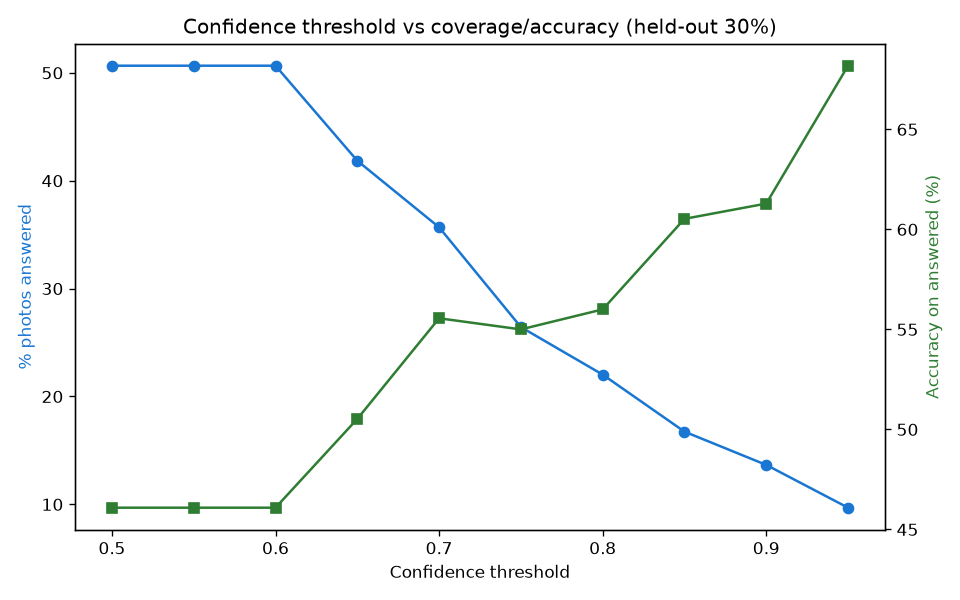 Confidence threshold vs coverage/accuracy (held-out 30%)
% photos answered
50
40
30
20
10
65
60
55
50
45
Accuracy on answered (%)
0.5 0.6 0.7 0.8 0.9
Confidence threshold